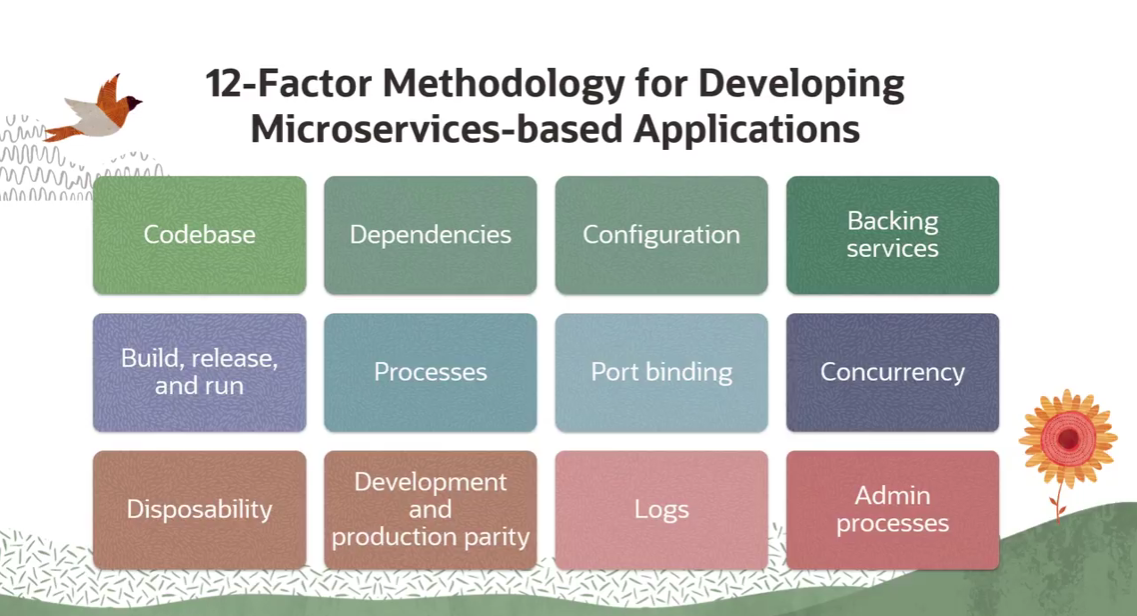 12-Factor Methodology for Developing
Microservices-based Applications
Codebase
Dependencies
Configuration
Backing
services
Build, release,
and run
Processes
Port binding
Concurrency
Disposability
Development
and
production parity
Logs
Admin
processes